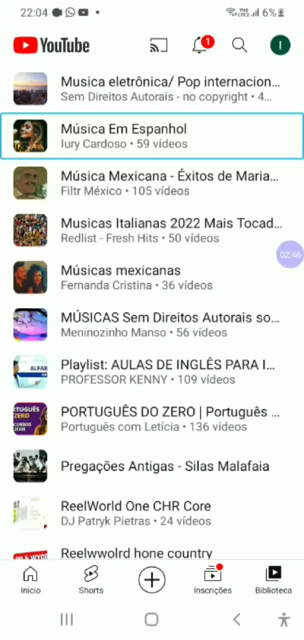 22:04
6%
YouTube
1
I
Musica eletrônica/ Pop internacion...
Sem Direitos Autorais - no copyright • 4...
Música Em Espanhol
Iury Cardoso • 59 vídeos
Música Mexicana - Éxitos de Maria...
Filtr México • 105 vídeos
Musicas Italianas 2022 Mais Tocad...
Redlist - Fresh Hits • 50 vídeos
02:46
Músicas mexicanas
Fernanda Cristina • 36 vídeos
MÚSICAS Sem Direitos Autorais so...
Meninozinho Manso • 56 vídeos
Playlist: AULAS DE INGLÊS PARA I...
PROFESSOR KENNY • 109 vídeos
PORTUGUÊS DO ZERO | Português ...
Português com Letícia • 136 vídeos
Pregações Antigas - Silas Malafaia
ReelWorld One CHR Core
DJ Patryk Pietras • 24 vídeos
Reelwwolrd hone country
Início
Shorts
Inscrições
Biblioteca